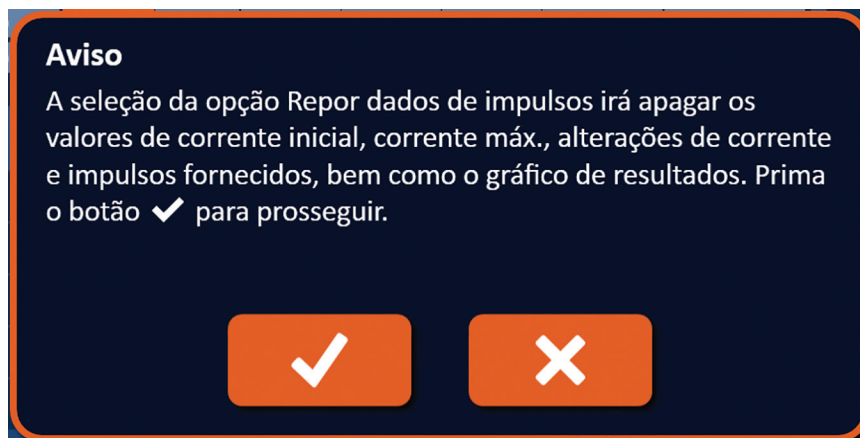 Aviso
A seleção da opção Repor dados de impulsos irá apagar os
valores de corrente inicial, corrente máx., alterações de corrente
e impulsos fornecidos, bem como o gráfico de resultados. Prima
o botão ✔ para prosseguir.